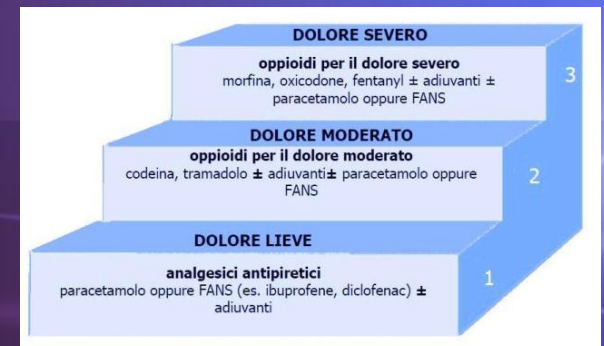 DOLORE SEVERO
oppioidi per il dolore severo
morfina, oxicodone, fentanyl ± adiuvanti ±
paracetamolo oppure FANS
3
DOLORE MODERATO
oppioidi per il dolore moderato
codeina, tramadolo ± adiuvanti± paracetamolo oppure
FANS
2
DOLORE LIEVE
analgesici antipiretici
paracetamolo oppure FANS (es. ibuprofene, diclofenac) ±
adiuvanti
1